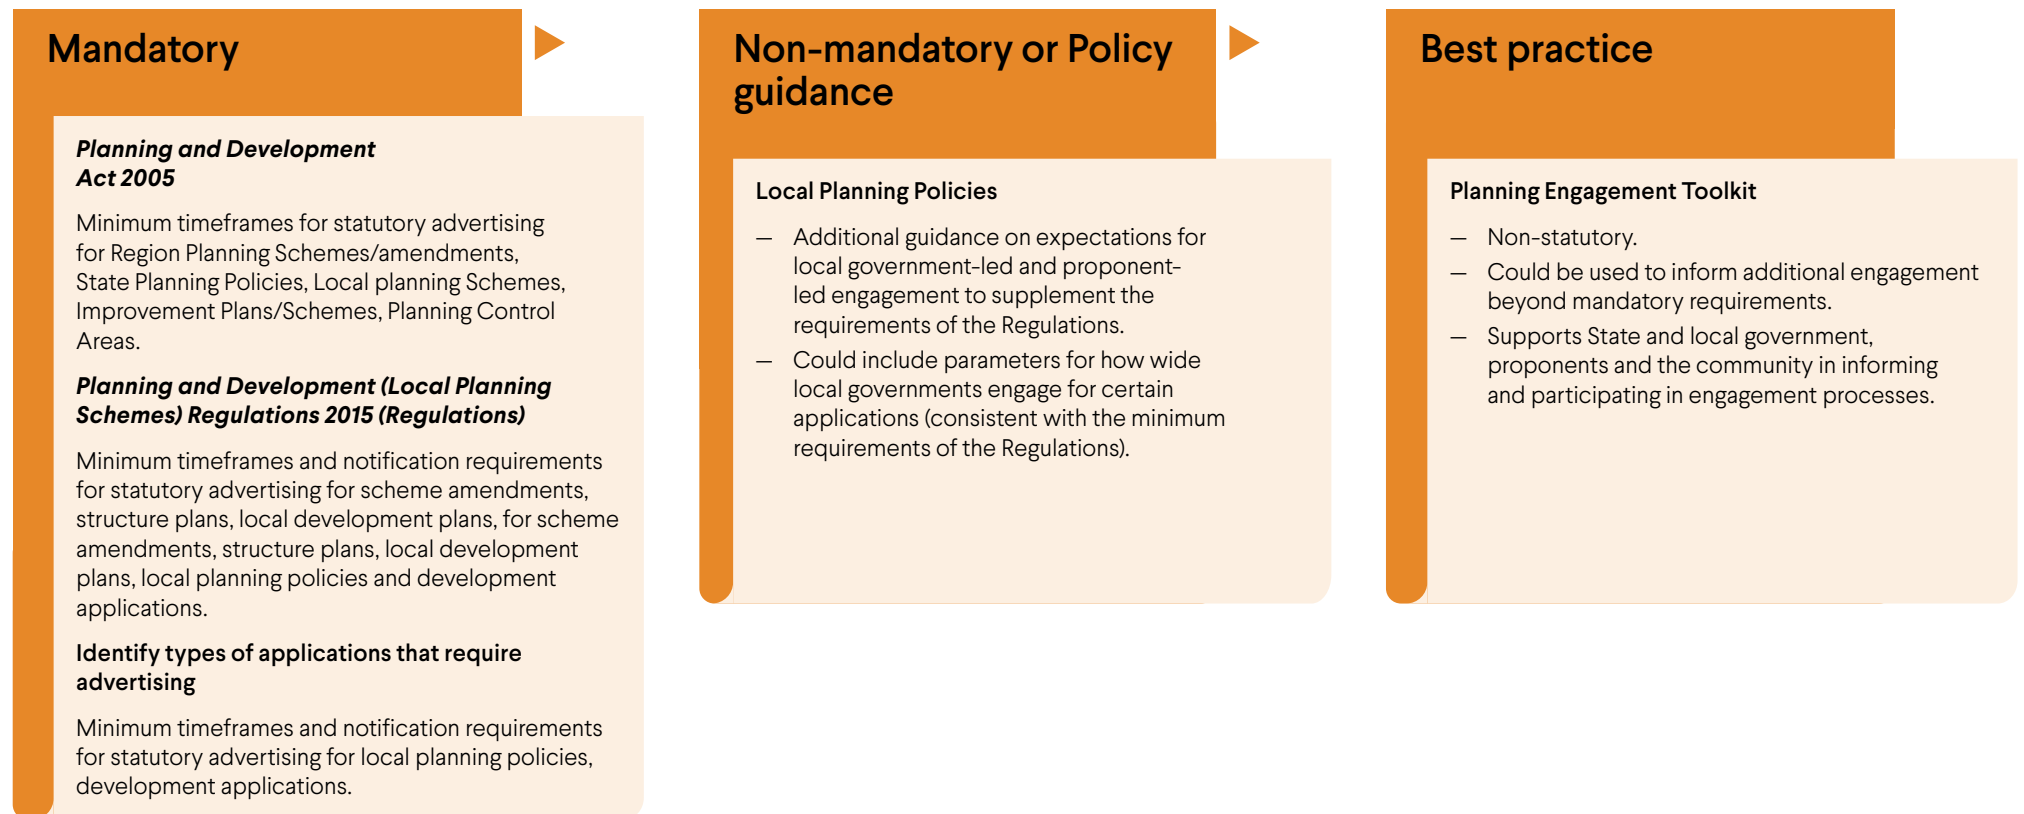 Mandatory
Planning and Development
Act 2005
Minimum timeframes for statutory advertising
for Region Planning Schemes/amendments,
State Planning Policies, Local planning Schemes,
Improvement Plans/Schemes, Planning Control
Areas.
Planning and Development (Local Planning
Schemes) Regulations 2015 (Regulations)
Minimum timeframes and notification requirements
for statutory advertising for scheme amendments,
structure plans, local development plans, for scheme
amendments, structure plans, local development
plans, local planning policies and development
applications.
Identify types of applications that require
advertising
Minimum timeframes and notification requirements
for statutory advertising for local planning policies,
development applications.
Non-mandatory or Policy
guidance
Local Planning Policies
— Additional guidance on expectations for
local government-led and proponent-
led engagement to supplement the
requirements of the Regulations.
— Could include parameters for how wide
local governments engage for certain
applications (consistent with the minimum
requirements of the Regulations).
Best practice
Planning Engagement Toolkit
— Non-statutory.
— Could be used to inform additional engagement
beyond mandatory requirements.
— Supports State and local government,
proponents and the community in informing
and participating in engagement processes.